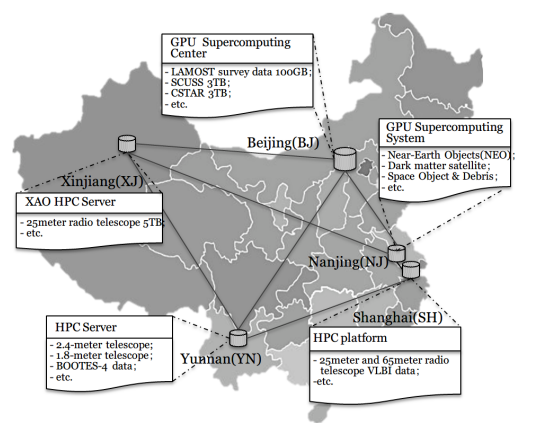 GPU Supercomputing
Center
- LAMOST survey data 100GB;
- SCUSS 3TB;
- CSTAR 3TB;
- etc.
Beijing(BJ)
GPU Supercomputing
System
- Near-Earth Objects(NEO);
- Dark matter satellite;
- Space Object & Debris;
- etc.
Xinjiang(XJ)
XAO HPC Server
- 25meter radio telescope 5TB;
- etc.
Nanjing(NJ)
Shanghai(SH)
HPC Server
- 2.4-meter telescope;
- 1.8-meter telescope;
- BOOTES-4 data;
- etc.
Yunnan(YN)
HPC platform
- 25meter and 65meter radio
telescope VLBI data;
-etc.